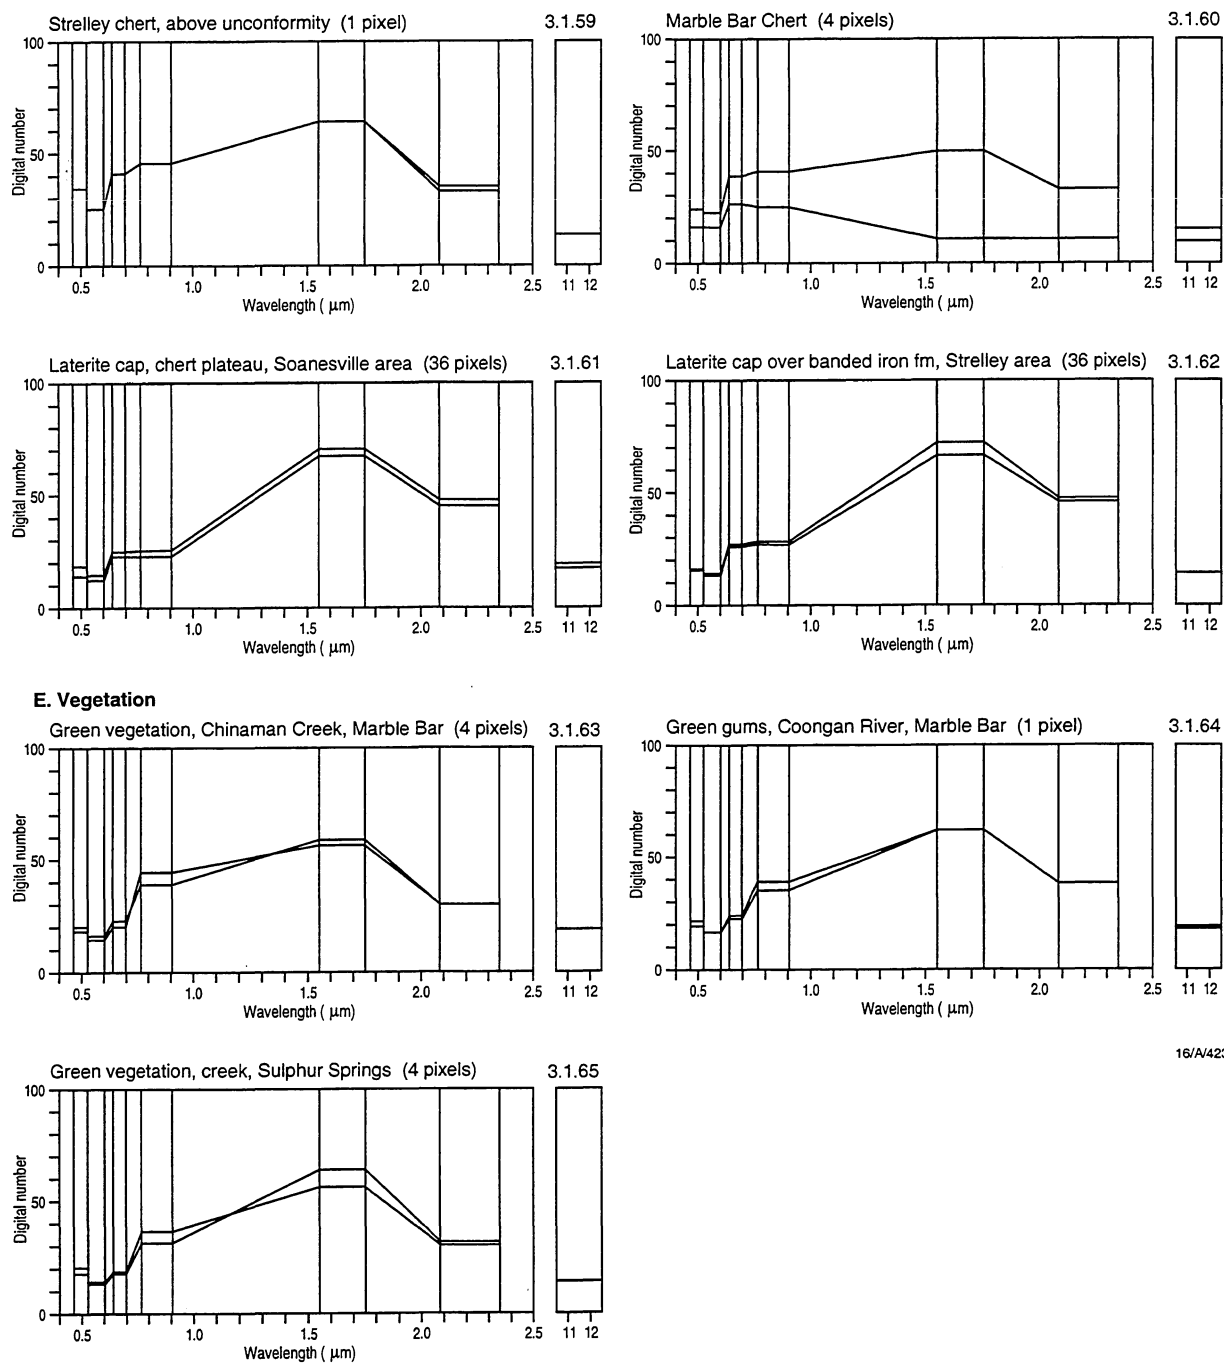 Strelley chert, above unconformity (1 pixel) 3.1.59
100
50
0
Digital number
0.5 1.0 1.5 2.0 2.5
Wavelength ( μm)
11 12
Marble Bar Chert (4 pixels) 3.1.60
100
50
0
Digital number
0.5 1.0 1.5 2.0 2.5
Wavelength ( μm)
11 12
Laterite cap, chert plateau, Soanesville area (36 pixels) 3.1.61
100
50
0
Digital number
0.5 1.0 1.5 2.0 2.5
Wavelength ( μm)
11 12
Laterite cap over banded iron fm, Strelley area (36 pixels) 3.1.62
100
50
0
Digital number
0.5 1.0 1.5 2.0 2.5
Wavelength ( μm)
11 12
E. Vegetation
Green vegetation, Chinaman Creek, Marble Bar (4 pixels) 3.1.63
100
50
0
Digital number
0.5 1.0 1.5 2.0 2.5
Wavelength ( μm)
11 12
Green gums, Coongan River, Marble Bar (1 pixel) 3.1.64
100
50
0
Digital number
0.5 1.0 1.5 2.0 2.5
Wavelength ( μm)
11 12
16/A/423
Green vegetation, creek, Sulphur Springs (4 pixels) 3.1.65
100
50
0
Digital number
0.5 1.0 1.5 2.0 2.5
Wavelength ( μm)
11 12